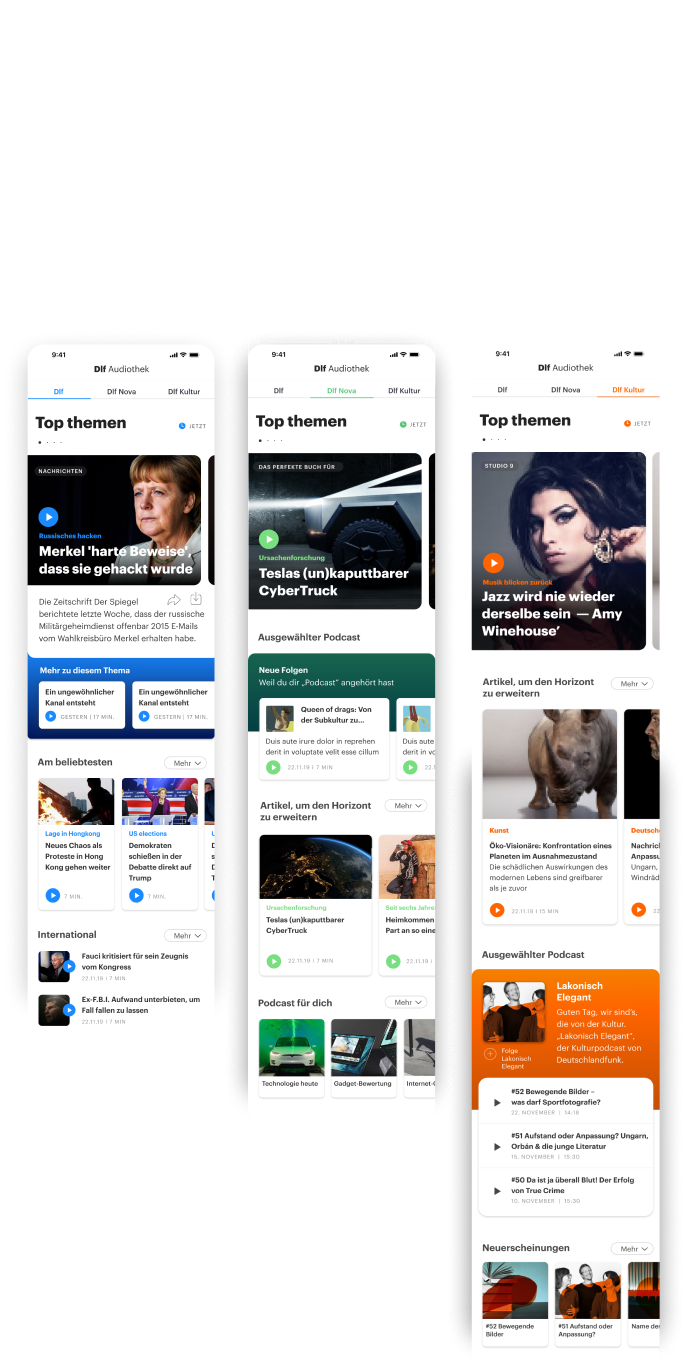 9:41
Dlf Audiothek
Dlf
Dlf Nova
Dlf Kultur
Top themen
JETZT
NACHRICHTEN
Russisches hacken
Merkel 'harte Beweise',
dass sie gehackt wurde
Die Zeitschrift Der Spiegel
berichtete letzte Woche, dass der russische
Militärgeheimdienst offenbar 2015 E-Mails
vom Wahlkreisbüro Merkel erhalten habe.
Mehr zu diesem Thema
Ein ungewöhnlicher
Kanal entsteht
GESTERN | 17 MIN.
Ein ungewöhnlicher
Kanal entsteht
GESTERN | 17 MIN.
Am beliebtesten
Mehr
Lage in Hongkong
Neues Chaos als
Proteste in Hong
Kong gehen weiter
7 MIN.
US elections
Demokraten
schießen in der
Debatte direkt auf
Trump
7 MIN.
International
Mehr
Fauci kritisiert für sein Zeugnis
vom Kongress
22.11.19 I 7 MIN
Ex-F.B.I. Aufwand unterbieten, um
Fall fallen zu lassen
22.11.19 I 7 MIN
9:41
Dlf Audiothek
Dlf
Dlf Nova
Dlf Kultur
Top themen
JETZT
DAS PERFEKTE BUCH FÜR
Ursachenforschung
Teslas (un)kaputtbarer
CyberTruck
Ausgewählter Podcast
Neue Folgen
Weil du dir „Podcast” angehört hast
Queen of drags: Von
der Subkultur zu...
Duis aute irure dolor in reprehen
derit in voluptate velit esse cillum
22.11.19 I 7 MIN
Duis aute
derit in vo
22.1
Artikel, um den Horizont
zu erweitern
Mehr
Ursachenforschung
Teslas (un)kaputtbarer
CyberTruck
22.11.19 I 7 MIN
Seit sechs Jahre
Heimkommen
Part an so eine
22.11.19
Podcast für dich
Mehr
Technologie heute
Gadget-Bewertung
Internet-
9:41
Dlf Audiothek
Dlf
Dlf Nova
Dlf Kultur
Top themen
JETZT
STUDIO 9
Musik blicken zurück
Jazz wird nie wieder
derselbe sein — Amy
Winehouse’
Artikel, um den Horizont
zu erweitern
Mehr
Kunst
Öko-Visionäre: Konfrontation eines
Planeten im Ausnahmezustand
Die schädlichen Auswirkungen des
modernen Lebens sind greifbarer
als je zuvor
22.11.19 I 15 MIN
Deutsch
Nachric
Anpassu
Ungarn,
Windräd
22
Ausgewählter Podcast
Lakonisch
Elegant
Guten Tag, wir sind’s,
die von der Kultur.
„Lakonisch Elegant”,
der Kulturpodcast von
Deutschlandfunk.
Folge
Lakonisch
Elegant
#52 Bewegende Bilder –
was darf Sportfotografie?
22. NOVEMBER | 14:19
#51 Aufstand oder Anpassung? Ungarn,
Orbán & die junge Literatur
15. NOVEMBER | 15:30
#50 Da ist ja überall Blut! Der Erfolg
von True Crime
10. NOVEMBER | 15:30
Neuerscheinungen
Mehr
#52 Bewegende
Bilder
#51 Aufstand oder
Anpassung?
Name de